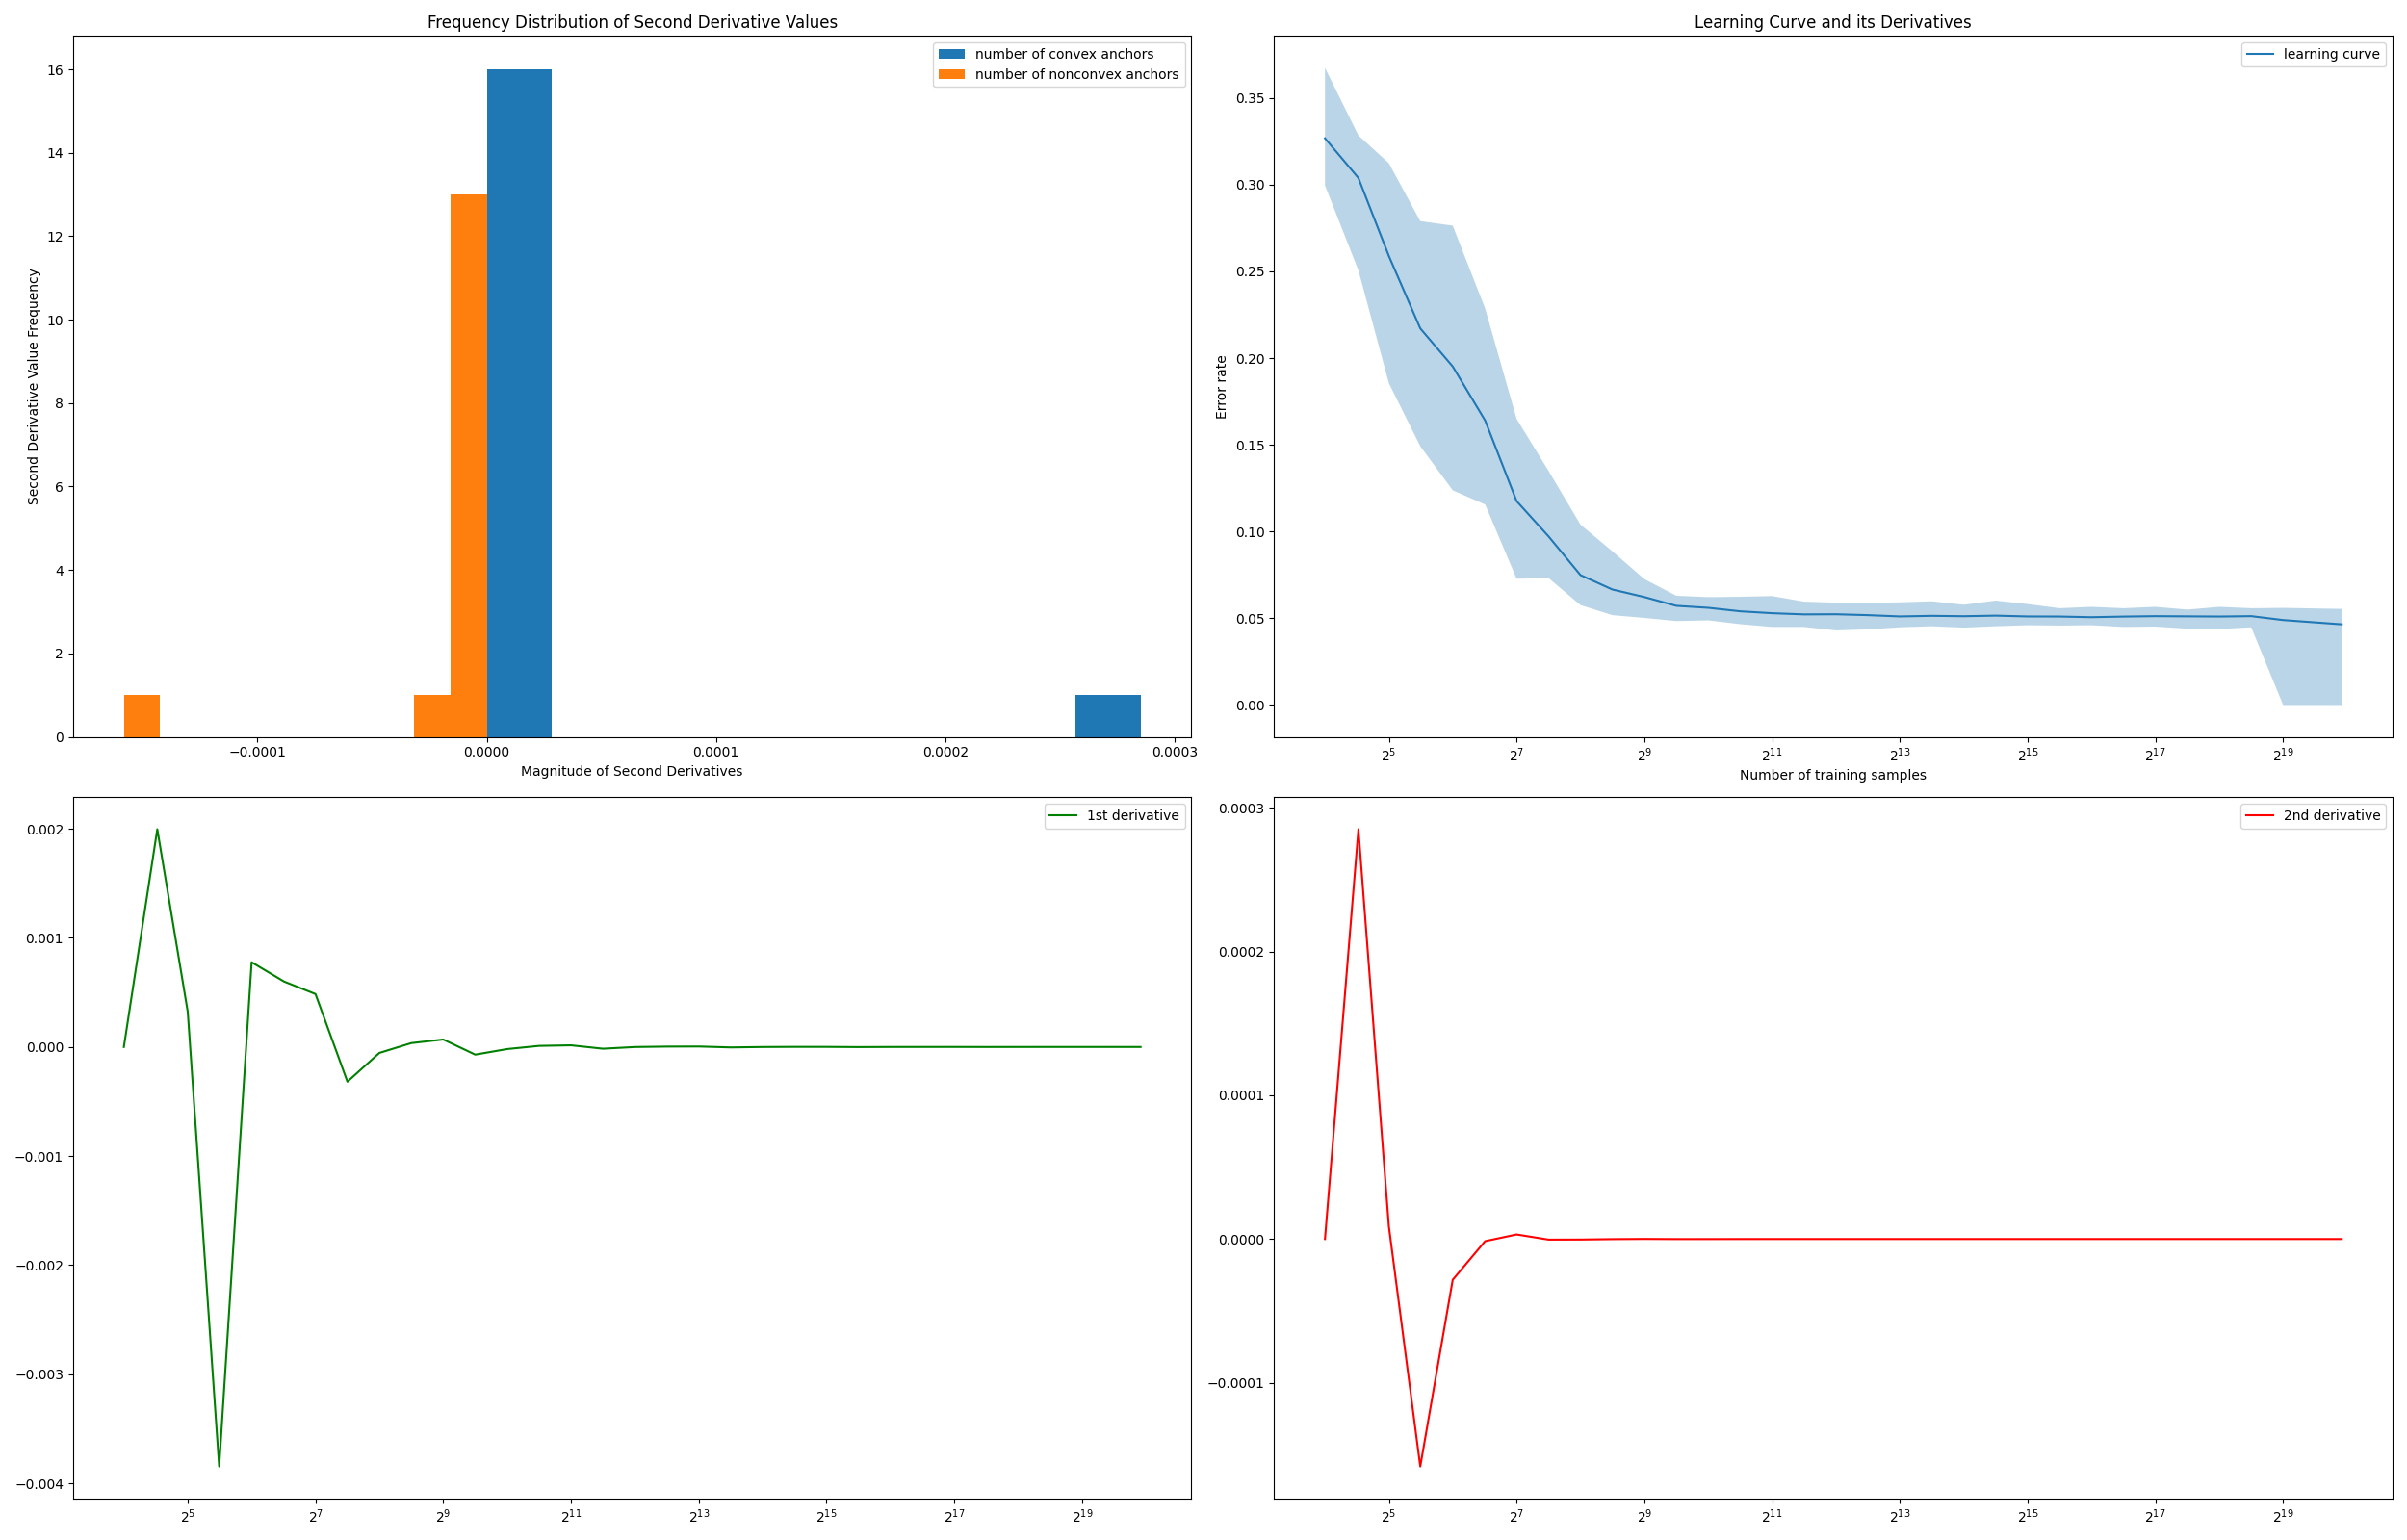 Frequency Distribution of Second Derivative Values
number of convex anchors
number of nonconvex anchors
Second Derivative Value Frequency
16
14
12
10
8
6
4
2
0
−0.0001 0.0000 0.0001 0.0002 0.0003
Magnitude of Second Derivatives
Learning Curve and its Derivatives
learning curve
Error rate
0.35
0.30
0.25
0.20
0.15
0.10
0.05
0.00
2^5 2^7 2^9 2^11 2^13 2^15 2^17 2^19
Number of training samples
1st derivative
0.002
0.001
0.000
−0.001
−0.002
−0.003
−0.004
2^5 2^7 2^9 2^11 2^13 2^15 2^17 2^19
2nd derivative
0.0003
0.0002
0.0001
0.0000
−0.0001
2^5 2^7 2^9 2^11 2^13 2^15 2^17 2^19